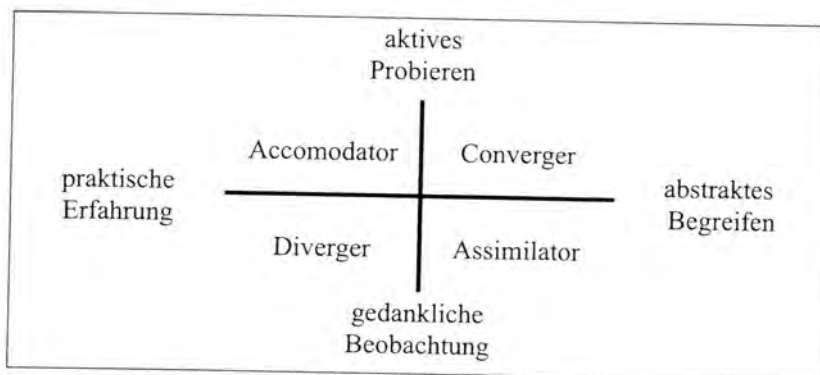 aktives
Probieren
Accomodator
Converger
praktische
Erfahrung
abstraktes
Begreifen
Diverger
Assimilator
gedankliche
Beobachtung